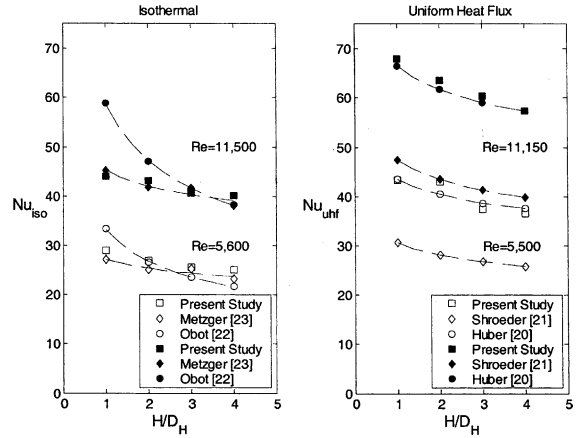 Isothermal
70
60
50
40
30
20
10
0
Nu_iso
Re=11,500
Re=5,600
Present Study
Metzger [23]
Obot [22]
Present Study
Metzger [23]
Obot [22]
0 1 2 3 4 5
H/D_H
Uniform Heat Flux
70
60
50
40
30
20
10
0
Nu_uhf
Re=11,150
Re=5,500
Present Study
Shroeder [21]
Huber [20]
Present Study
Shroeder [21]
Huber [20]
0 1 2 3 4 5
H/D_H